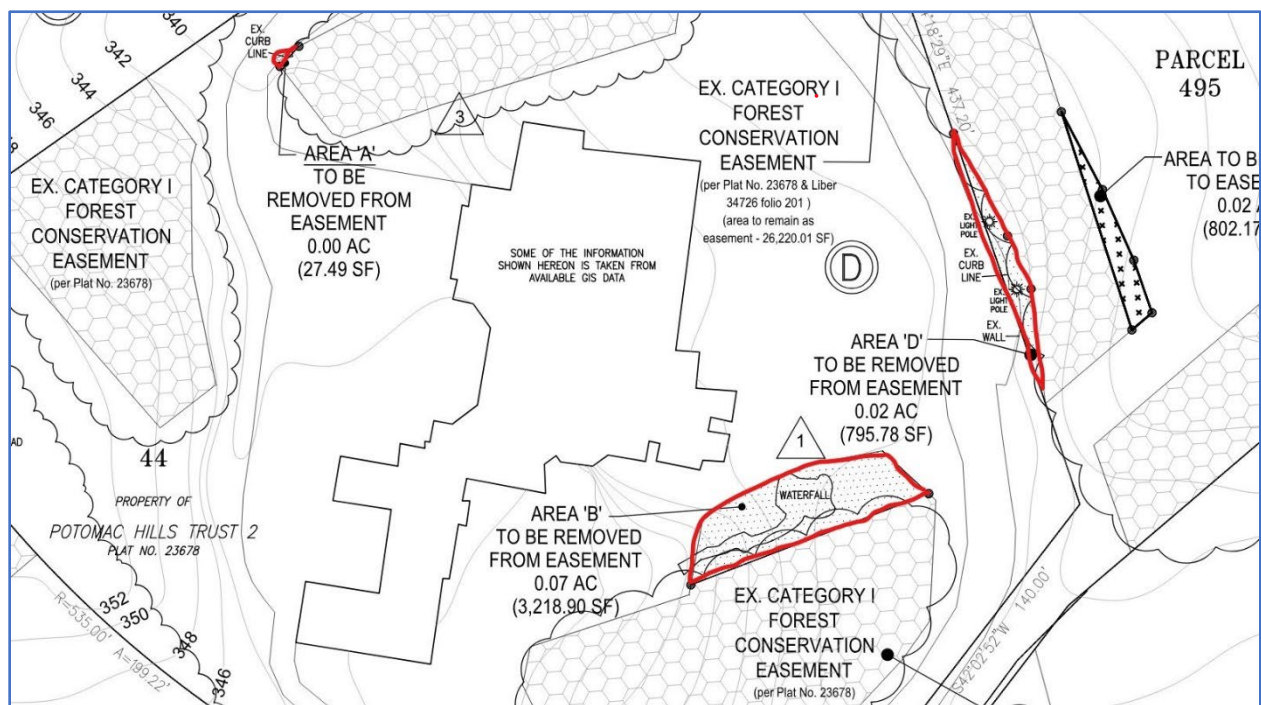 340
342
344
346
EX.
CURB
LINE
3
AREA 'A'
TO BE
REMOVED FROM
EASEMENT
0.00 AC
(27.49 SF)
EX. CATEGORY I
FOREST
CONSERVATION
EASEMENT
(per Plat No. 23678)
EX. CATEGORY I
FOREST
CONSERVATION
EASEMENT
(per Plat No. 23678 & Liber
34726 folio 201 )
(area to remain as
easement - 26,220.01 SF)
18'29"E 437.20'
PARCEL
495
AREA TO B
TO EASE
0.02
(802.17
SOME OF THE INFORMATION
SHOWN HEREON IS TAKEN FROM
AVAILABLE GIS DATA
D
EX.
LIGHT
POLE
EX.
CURB
LINE
EX.
LIGHT
POLE
EX.
WALL
AREA 'D'
TO BE REMOVED
FROM EASEMENT
0.02 AC
(795.78 SF)
1
WATERFALL
AREA 'B'
TO BE REMOVED
FROM EASEMENT
0.07 AC
(3,218.90 SF)
AD
44
PROPERTY OF
POTOMAC HILLS TRUST 2
PLAT NO. 23678
352
350
348
346
R=535.00'
A=199.22'
EX. CATEGORY I
FOREST
CONSERVATION
EASEMENT
(per Plat No. 23678)
S42°02'52"W 140.00'